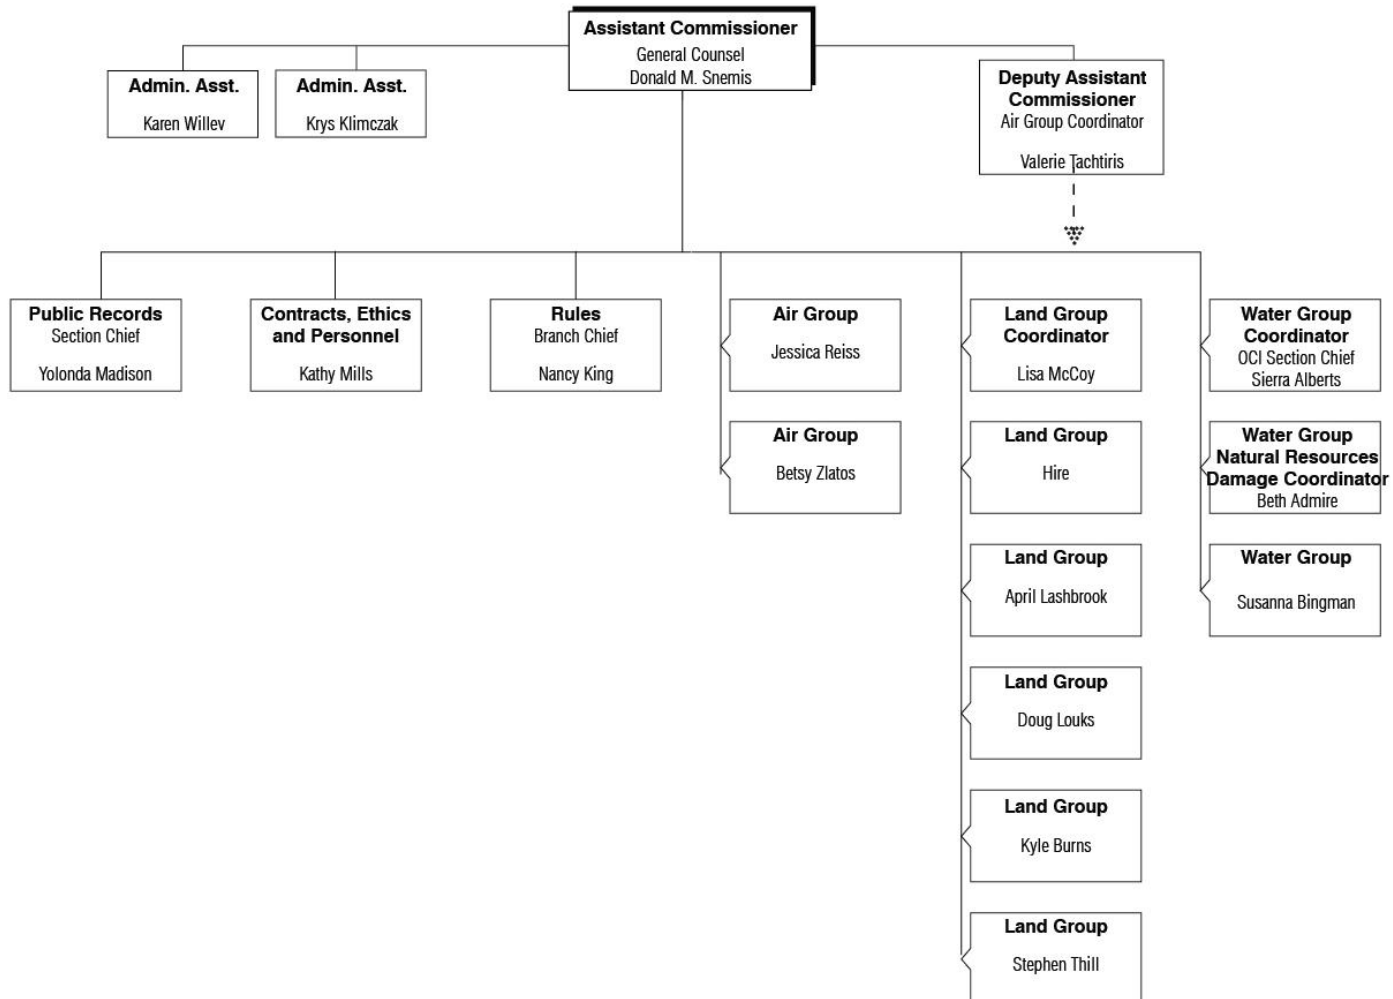 Assistant Commissioner
General Counsel
Donald M. Snemis
Admin. Asst.
Karen Willev
Admin. Asst.
Krys Klimczak
Deputy Assistant
Commissioner
Air Group Coordinator
Valerie Tachtiris
Public Records
Section Chief
Yolonda Madison
Contracts, Ethics
and Personnel
Kathy Mills
Rules
Branch Chief
Nancy King
Air Group
Jessica Reiss
Air Group
Betsy Zlatos
Land Group
Coordinator
Lisa McCoy
Land Group
Hire
Land Group
April Lashbrook
Land Group
Doug Louks
Land Group
Kyle Burns
Land Group
Stephen Thill
Water Group
Coordinator
OCI Section Chief
Sierra Alberts
Water Group
Natural Resources
Damage Coordinator
Beth Admire
Water Group
Susanna Bingman